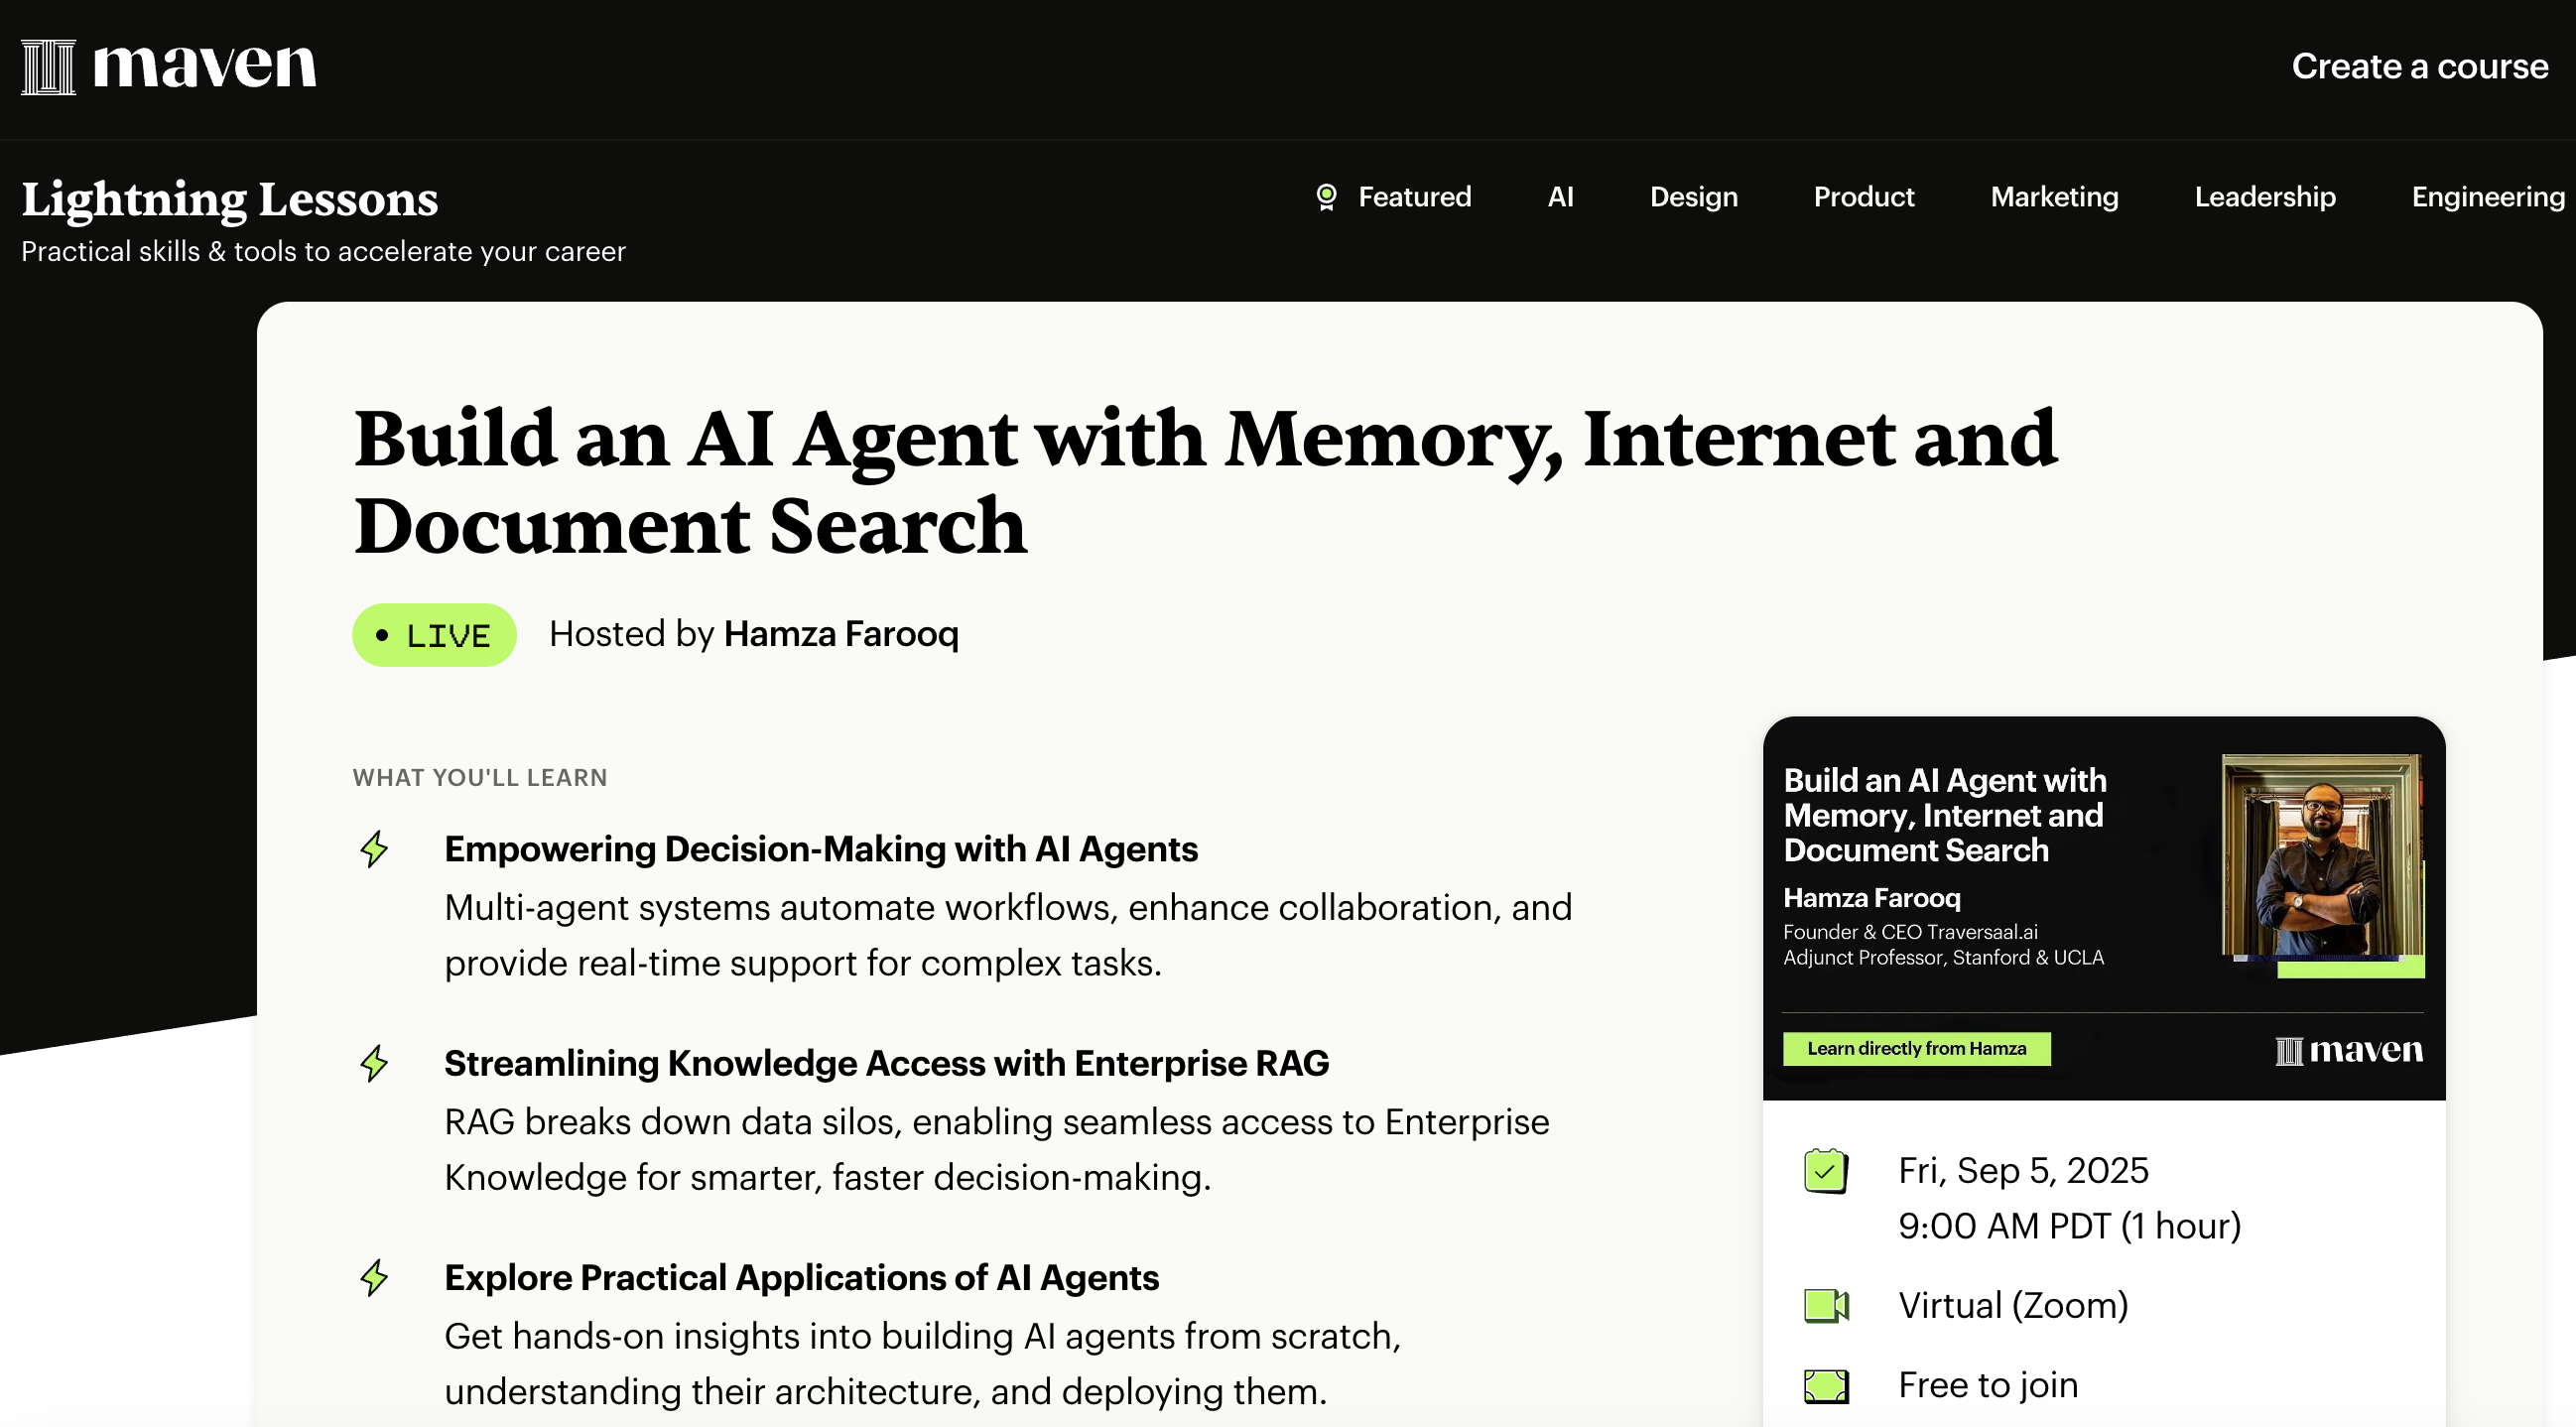 maven
Create a course
Lightning Lessons
Practical skills & tools to accelerate your career
Featured
AI
Design
Product
Marketing
Leadership
Engineering
Build an AI Agent with Memory, Internet and
Document Search
• LIVE
Hosted by Hamza Farooq
WHAT YOU'LL LEARN
Empowering Decision-Making with AI Agents
Multi-agent systems automate workflows, enhance collaboration, and
provide real-time support for complex tasks.
Streamlining Knowledge Access with Enterprise RAG
RAG breaks down data silos, enabling seamless access to Enterprise
Knowledge for smarter, faster decision-making.
Explore Practical Applications of AI Agents
Get hands-on insights into building AI agents from scratch,
understanding their architecture, and deploying them.
Build an AI Agent with
Memory, Internet and
Document Search
Hamza Farooq
Founder & CEO Traversaal.ai
Adjunct Professor, Stanford & UCLA
Learn directly from Hamza
maven
Fri, Sep 5, 2025
9:00 AM PDT (1 hour)
Virtual (Zoom)
Free to join